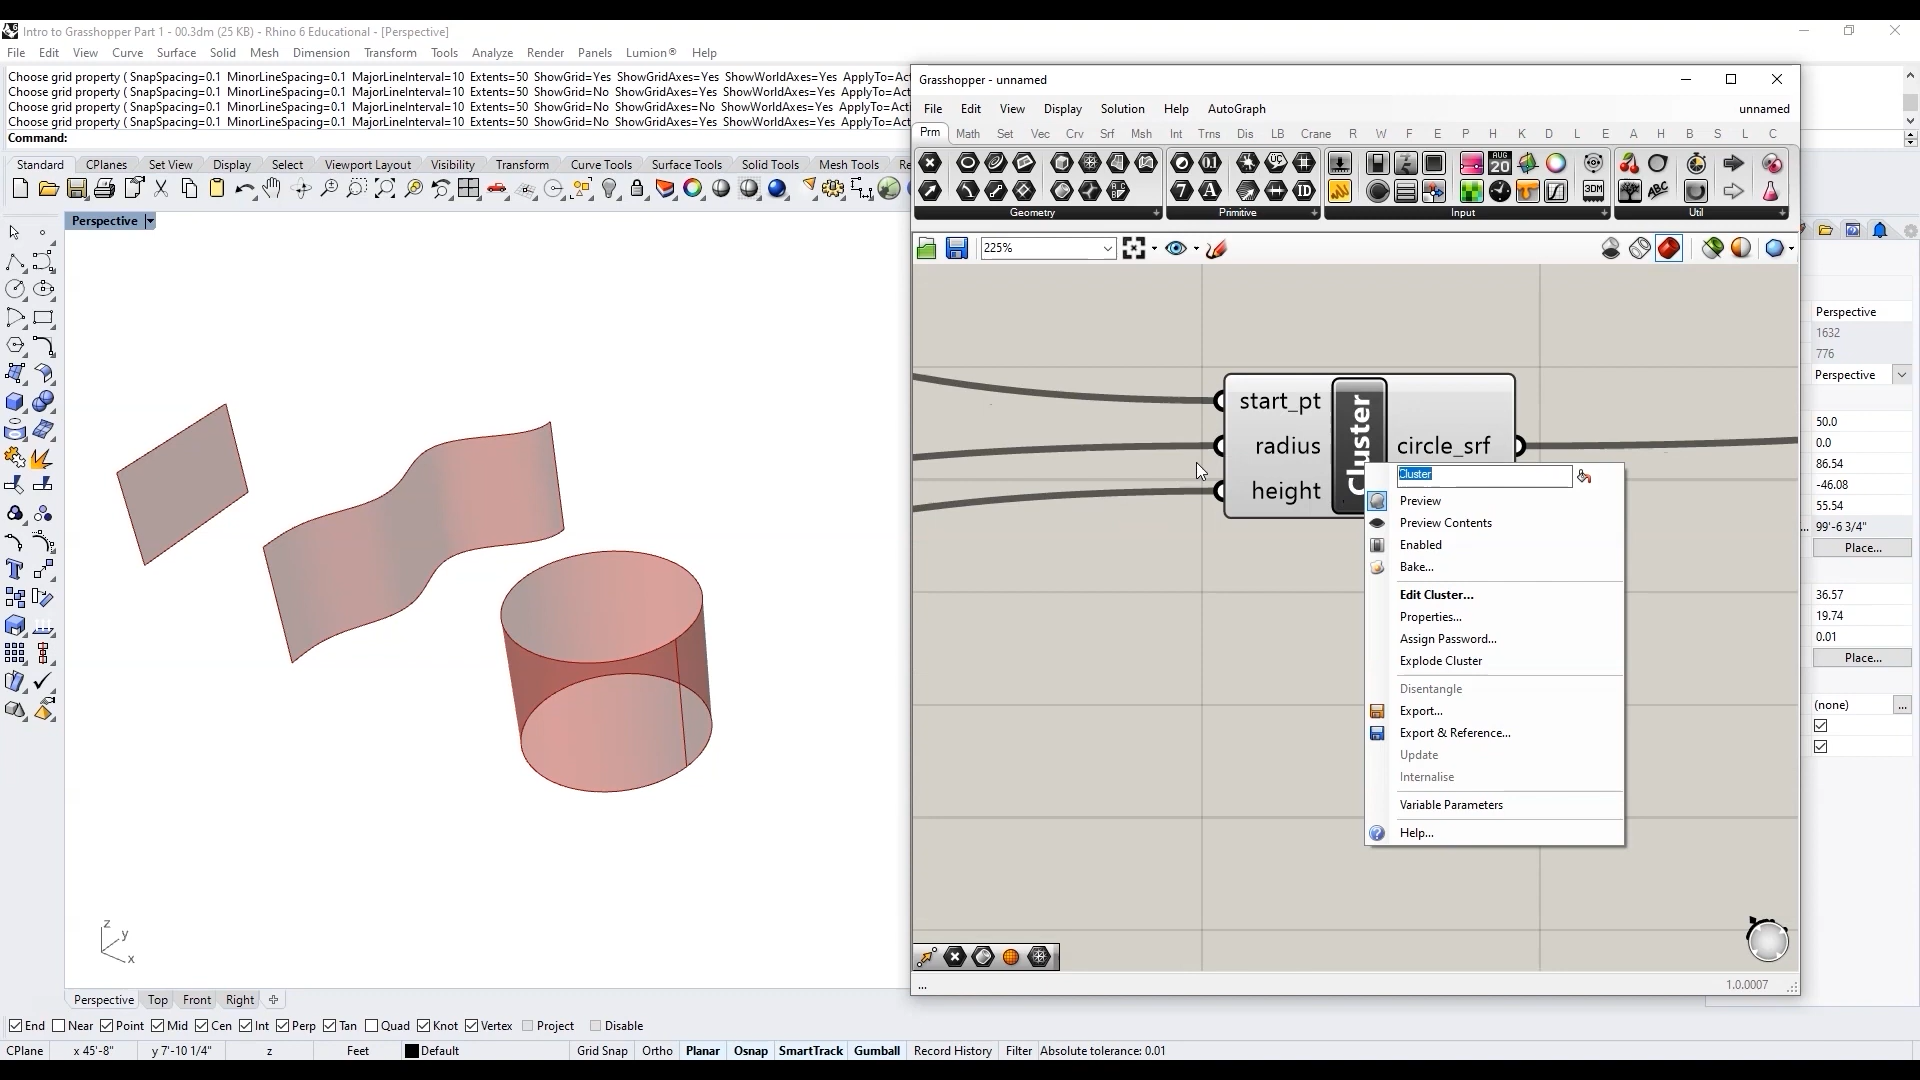 Intro to Grasshopper Part 1 - 00.3dm (25 KB) - Rhino 6 Educational - [Perspective]
File Edit View Curve Surface Solid Mesh Dimension Transform Tools Analyze Render Panels Lumion® Help
Choose grid property ( SnapSpacing=0.1 MinorLineSpacing=0.1 MajorLineInterval=10 Extents=50 ShowGrid=Yes ShowGridAxes=Yes ShowWorldAxes=Yes ApplyTo=Act
Choose grid property ( SnapSpacing=0.1 MinorLineSpacing=0.1 MajorLineInterval=10 Extents=50 ShowGrid=No ShowGridAxes=Yes ShowWorldAxes=Yes ApplyTo=Acti
Choose grid property ( SnapSpacing=0.1 MinorLineSpacing=0.1 MajorLineInterval=10 Extents=50 ShowGrid=No ShowGridAxes=No ShowWorldAxes=Yes ApplyTo=Acti
Choose grid property ( SnapSpacing=0.1 MinorLineSpacing=0.1 MajorLineInterval=10 Extents=50 ShowGrid=No ShowGridAxes=Yes ShowWorldAxes=Yes ApplyTo=Acti
Command:
Standard CPlanes Set View Display Select Viewport Layout Visibility Transform Curve Tools Surface Tools Solid Tools Mesh Tools Re
Perspective
Grasshopper - unnamed
File Edit View Display Solution Help AutoGraph unnamed
Prm Math Set Vec Crv Srf Msh Int Trns Dis LB Crane R W F E P H K D L E A H B S L C
Geometry Primitive Input Util
225%
start_pt
radius
height
Cluster
circle_srf
Cluster
Preview
Preview Contents
Enabled
Bake...
Edit Cluster...
Properties...
Assign Password...
Explode Cluster
Disentangle
Export...
Export & Reference...
Update
Internalise
Variable Parameters
Help...
1.0.0007
...
Perspective
1632
776
Perspective
50.0
0.0
86.54
-46.08
55.54
99'-6 3/4"
Place...
36.57
19.74
0.01
Place...
(none) ...
z
y
x
Perspective Top Front Right
End Near Point Mid Cen Int Perp Tan Quad Knot Vertex Project Disable
CPlane x 45'-8" y 7'-10 1/4" z Feet Default Grid Snap Ortho Planar Osnap SmartTrack Gumball Record History Filter Absolute tolerance: 0.01